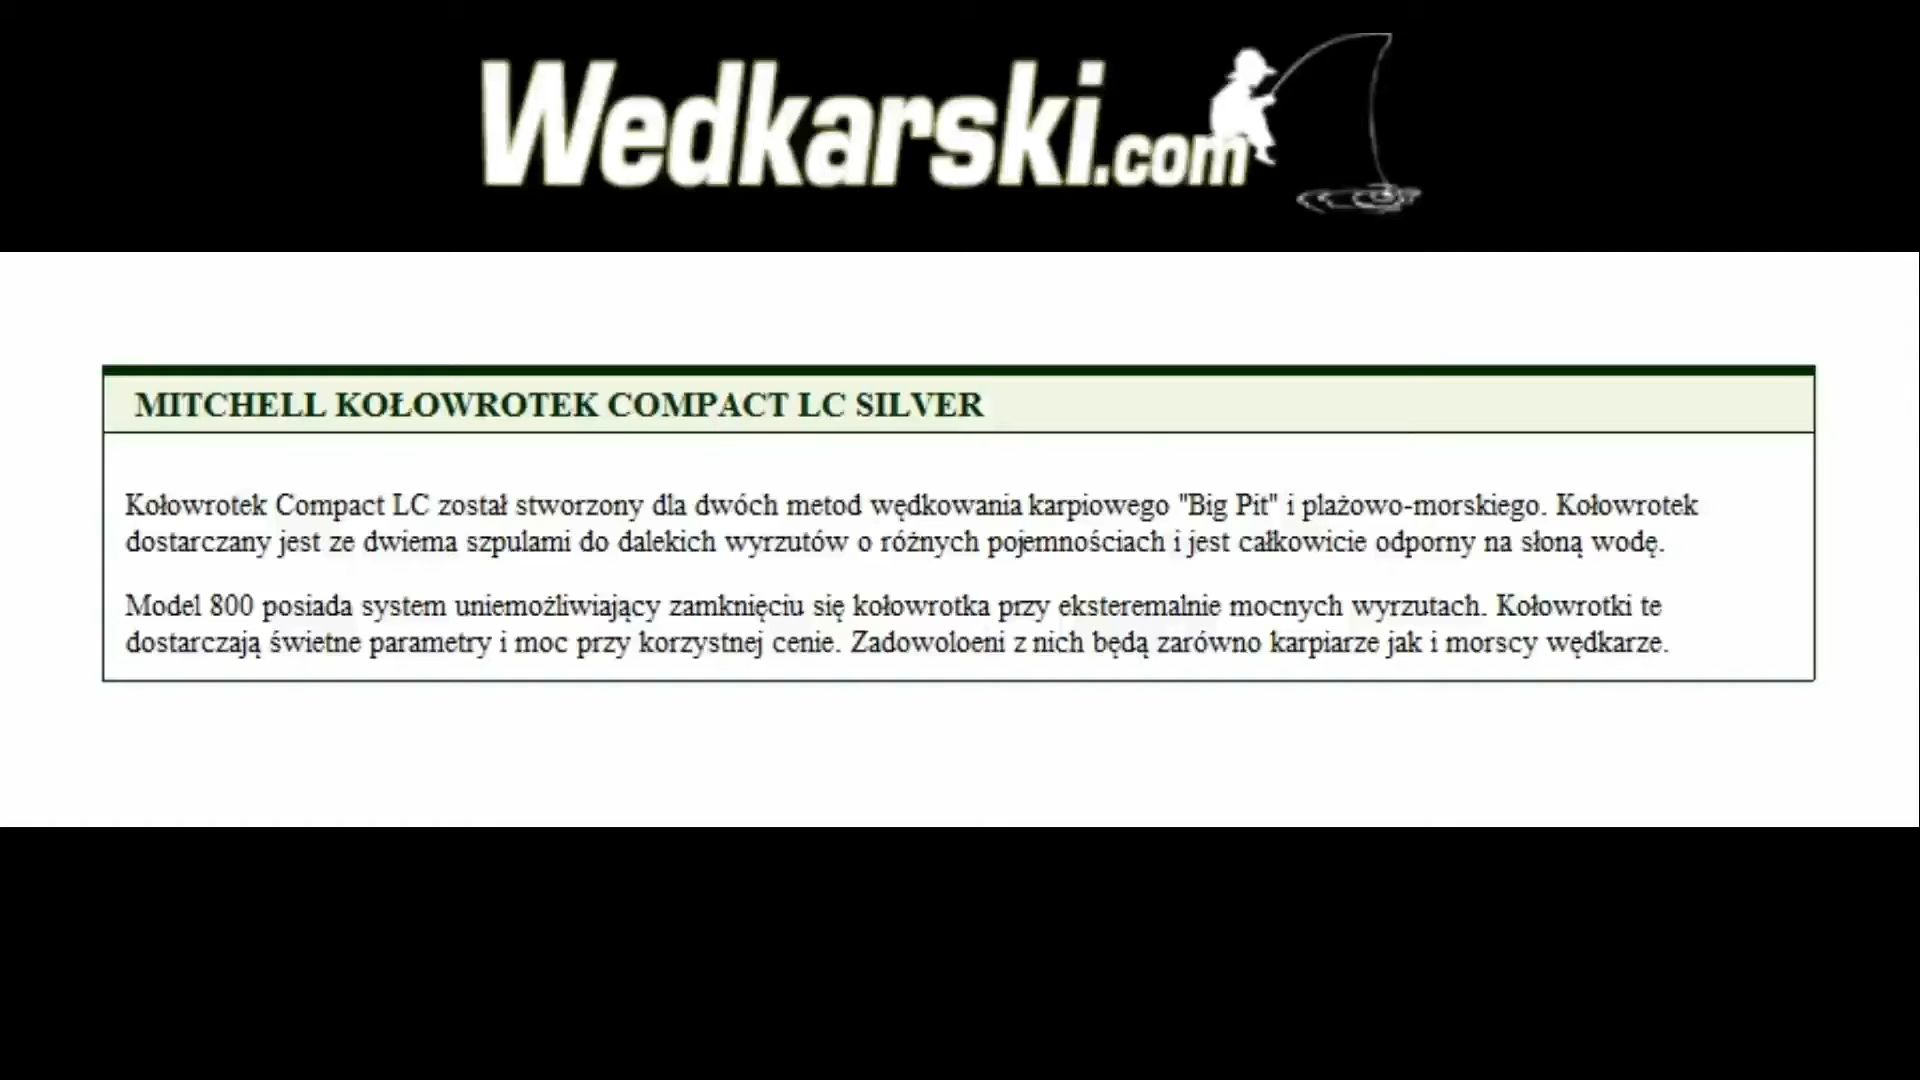 Wedkarski.com
MITCHELL KOŁOWROTEK COMPACT LC SILVER
Kołowrotek Compact LC został stworzony dla dwóch metod wędkowania karpiowego "Big Pit" i plażowo-morskiego. Kołowrotek
dostarczany jest ze dwiema szpulami do dalekich wyrzutów o różnych pojemnościach i jest całkowicie odporny na słoną wodę.
Model 800 posiada system uniemożliwiający zamknięciu się kołowrotka przy eksteremalnie mocnych wyrzutach. Kołowrotki te
dostarczają świetne parametry i moc przy korzystnej cenie. Zadowoloeni z nich będą zarówno karpiarze jak i morscy wędkarze.